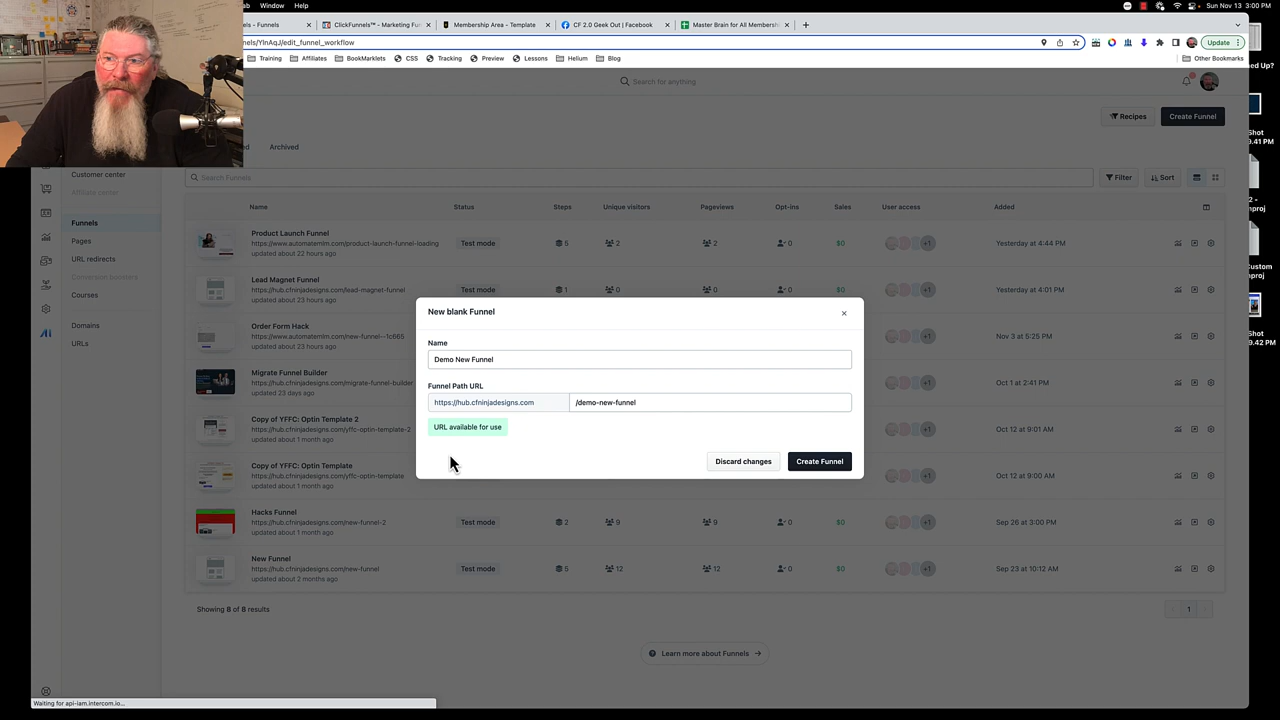 Window Help Sun Nov 13 3:00 PM
Funnels ClickFunnels™ - Marketing Fu Membership Area - Template CF 2.0 Geek Out | Facebook Master Brain for All Members
/edit_funnel_workflow Update
Training Affiliates BookMarklets CSS Tracking Preview Lessons Helium Blog Other Bookmarks
Search for anything
Recipes Create Funnel
Archived
Customer center
Affiliate center
Funnels
Pages
URL redirects
Conversion boosters
Courses
Domains
URLs
Search Funnels Filter Sort
Name Status Steps Unique visitors Pageviews Opt-ins Sales User access Added
Product Launch Funnel
https://www.automatemlm.com/product-launch-funnel-loading Test mode 5 2 2 0 $0 +1 Yesterday at 4:44 PM
updated about 22 hours ago
Lead Magnet Funnel
https://hub.cfninjadesigns.com/lead-magnet-funnel Test mode 1 0 0 0 $0 +1 Yesterday at 4:01 PM
updated about 23 hours ago
Order Form Hack
https://www.automatemlm.com/new-funnel--1c665 Nov 3 at 5:25 PM
updated about 23 hours ago
Migrate Funnel Builder
https://hub.cfninjadesigns.com/migrate-funnel-builder Oct 1 at 2:41 PM
updated 23 days ago
Copy of YFFC: Optin Template 2
https://hub.cfninjadesigns.com/yffc-optin-template-2 Oct 12 at 9:01 AM
updated about 1 month ago
Copy of YFFC: Optin Template
https://hub.cfninjadesigns.com/yffc-optin-template Oct 12 at 9:00 AM
updated about 1 month ago
Hacks Funnel
https://hub.cfninjadesigns.com/new-funnel-2 Test mode 2 9 9 0 $0 +1 Sep 26 at 3:00 PM
updated about 1 month ago
New Funnel
https://hub.cfninjadesigns.com/new-funnel Test mode 5 12 12 0 $0 +1 Sep 23 at 10:12 AM
updated about 2 months ago
Showing 8 of 8 results 1
Learn more about Funnels
New blank Funnel
Name
Demo New Funnel
Funnel Path URL
https://hub.cfninjadesigns.com /demo-new-funnel
URL available for use
Discard changes Create Funnel
Waiting for api-iam.intercom.io...